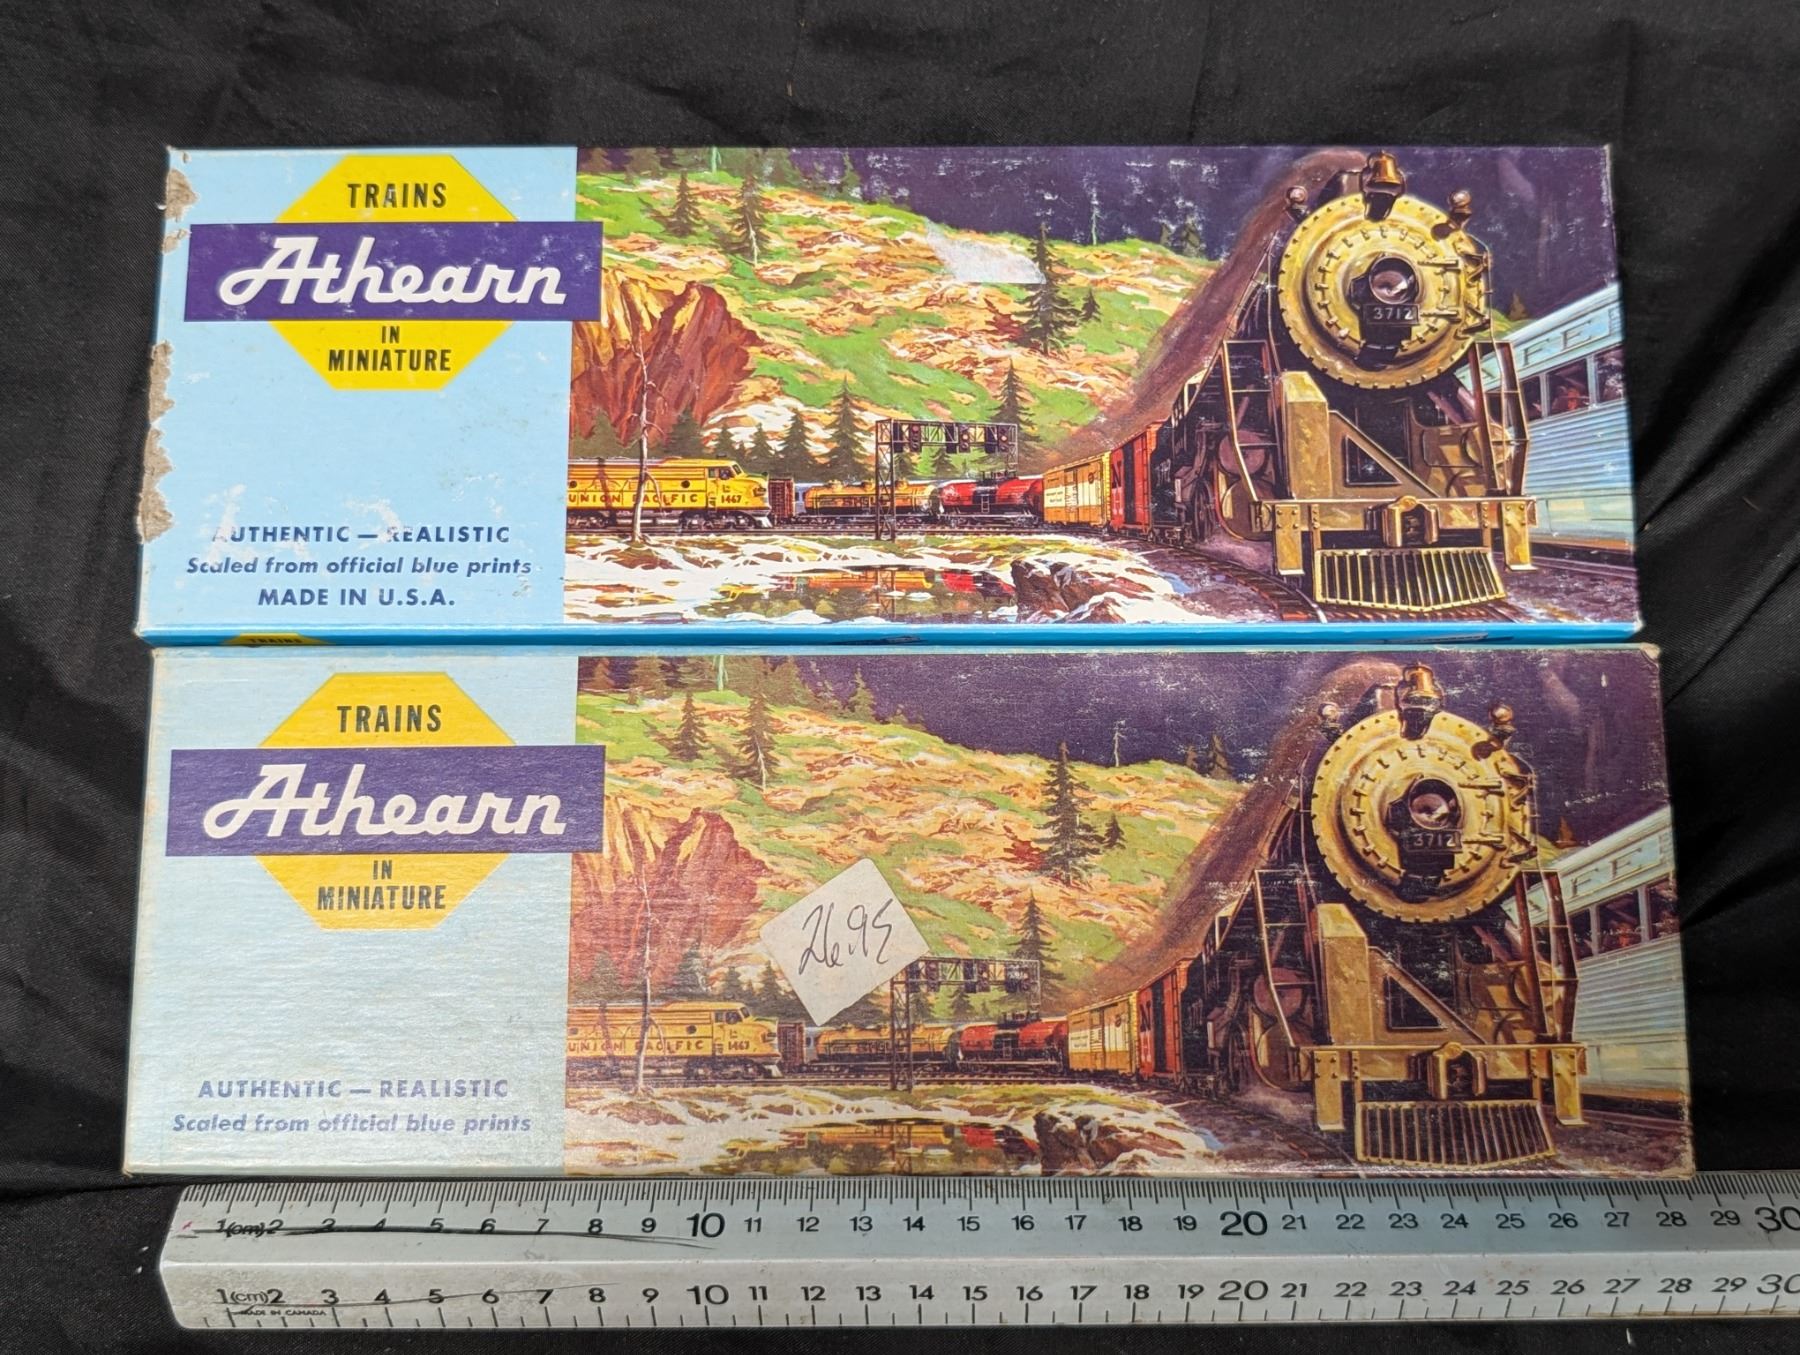 TRAINS
Athearn
IN
MINIATURE
AUTHENTIC — REALISTIC
Scaled from official blue prints
MADE IN U.S.A.
3712
UNION PACIFIC 1467
TRAINS
TRAINS
Athearn
IN
MINIATURE
26.95
AUTHENTIC — REALISTIC
Scaled from official blue prints
3712
UNION PACIFIC 1467
1(cm)2 3 4 5 6 7 8 9 10 11 12 13 14 15 16 17 18 19 20 21 22 23 24 25 26 27 28 29 30
1(cm)2 3 4 5 6 7 8 9 10 11 12 13 14 15 16 17 18 19 20 21 22 23 24 25 26 27 28 29 30
MADE IN CANADA